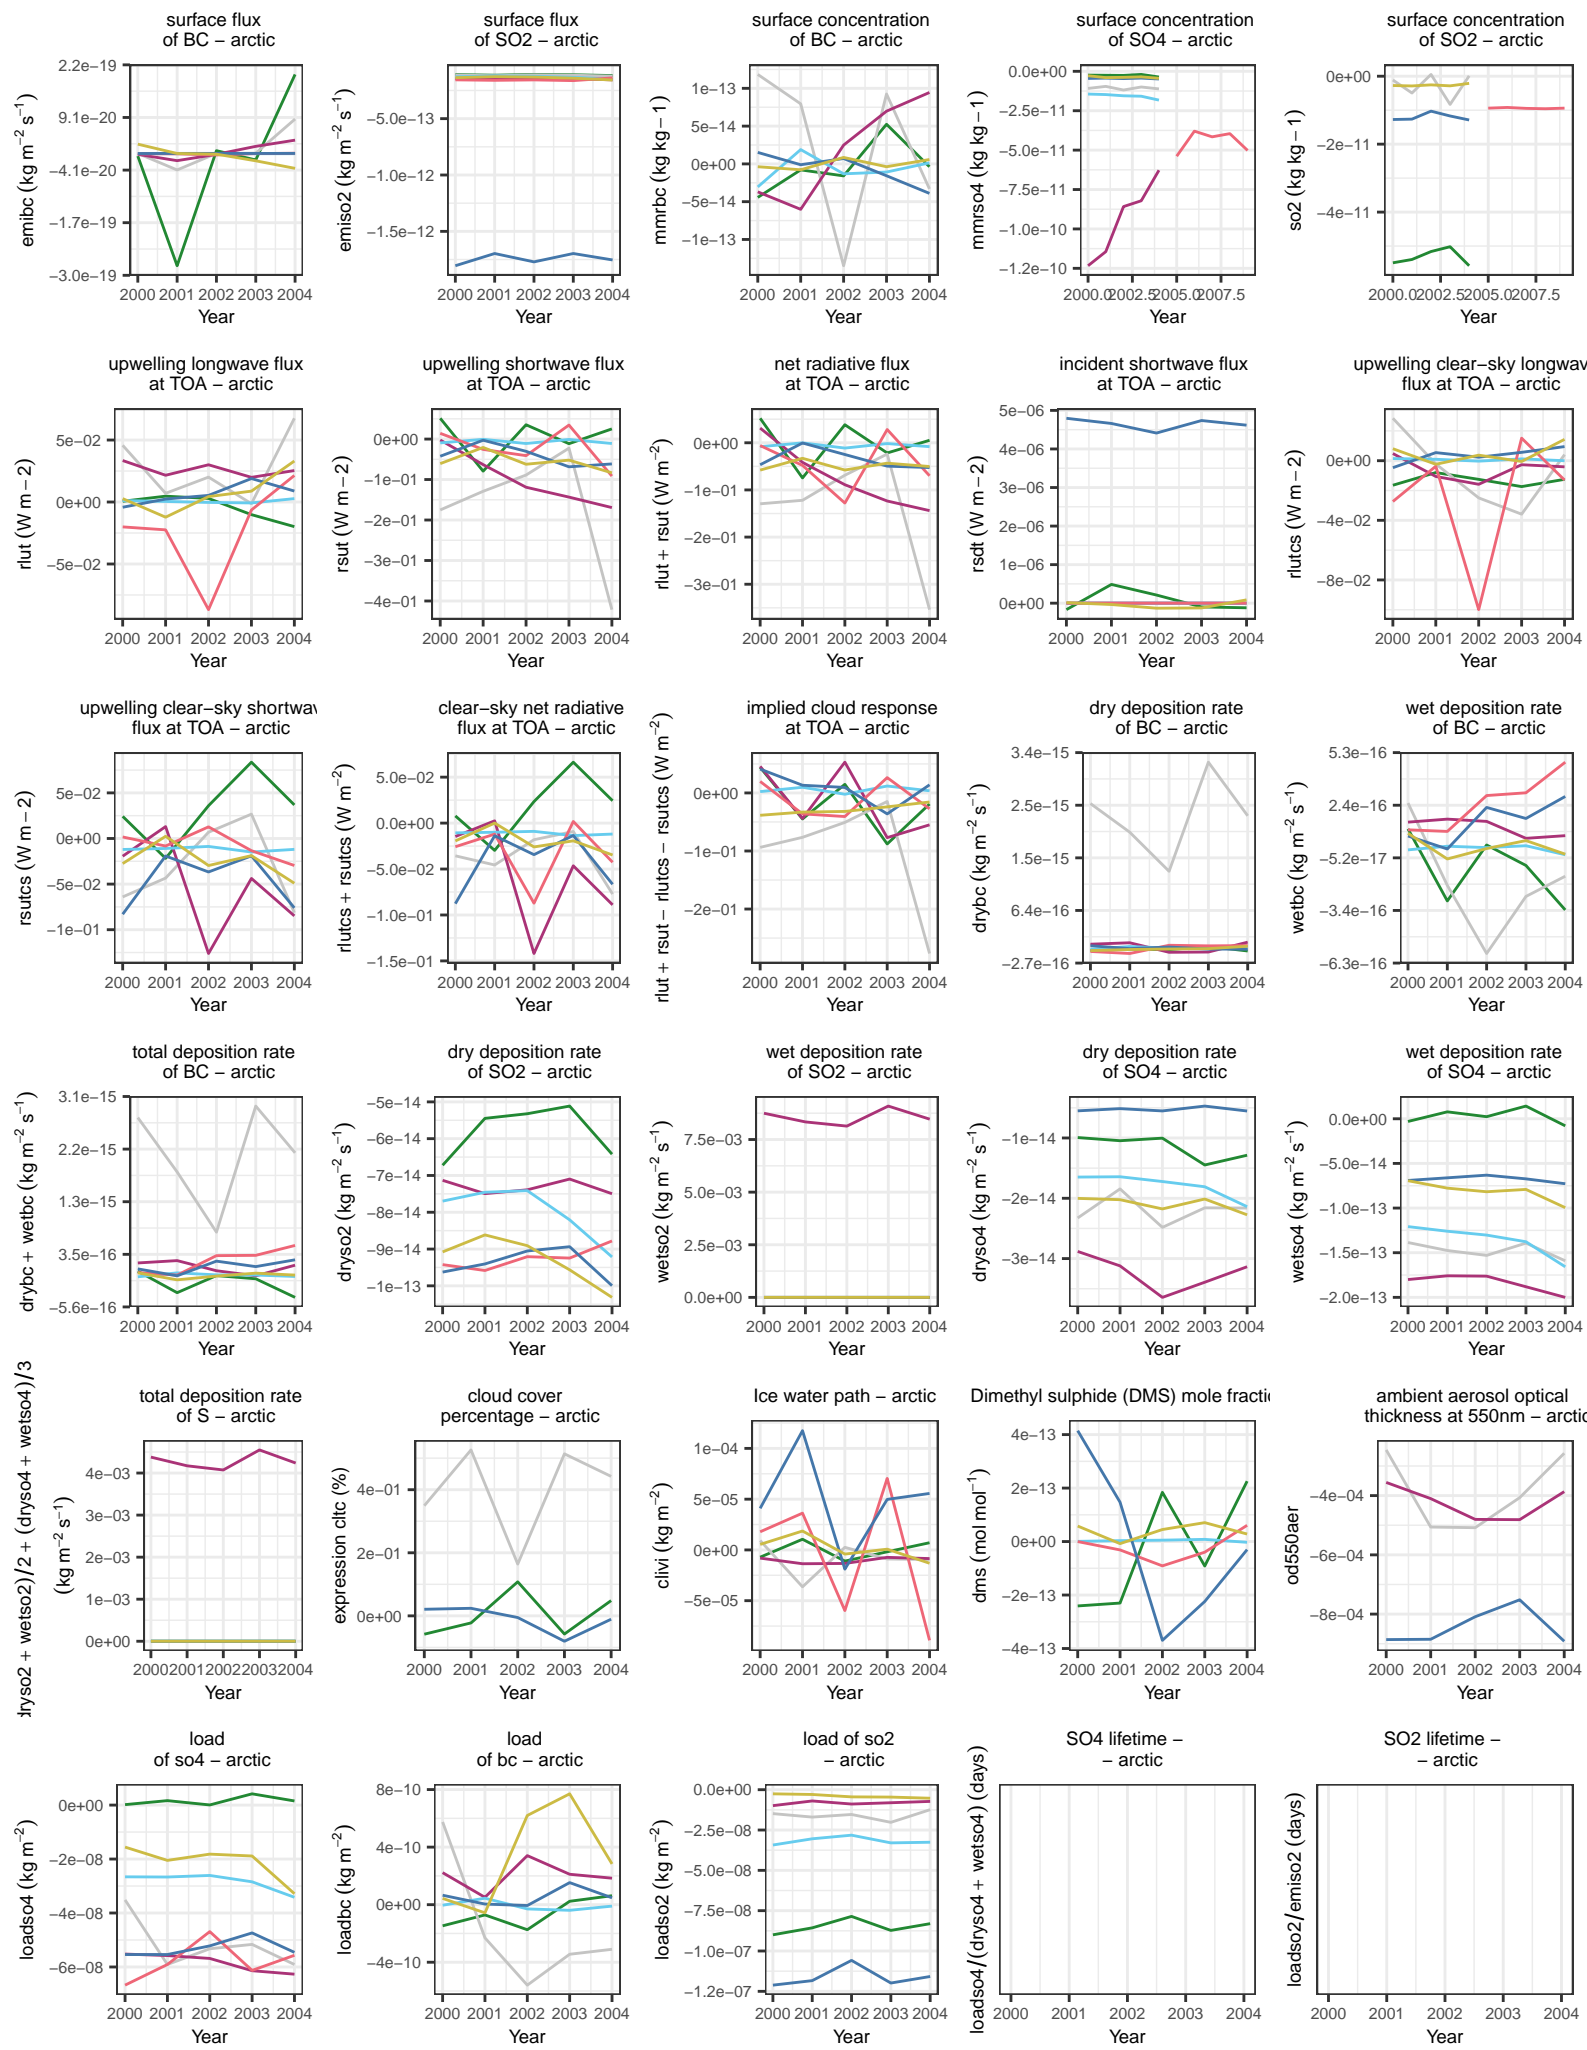 surface flux
of BC − arctic
emibc (kg m−2 s−1)
2.2e−19
9.1e−20
−4.1e−20
−1.7e−19
−3.0e−19
2000 2001 2002 2003 2004
Year
surface flux
of SO2 − arctic
emiso2 (kg m−2 s−1)
−5.0e−13
−1.0e−12
−1.5e−12
2000 2001 2002 2003 2004
Year
surface concentration
of BC − arctic
mmrbc (kg kg − 1)
1e−13
5e−14
0e+00
−5e−14
−1e−13
2000 2001 2002 2003 2004
Year
surface concentration
of SO4 − arctic
mmrso4 (kg kg − 1)
0.0e+00
−2.5e−11
−5.0e−11
−7.5e−11
−1.0e−10
−1.2e−10
2000.0 2002.5 2005.0 2007.5
Year
surface concentration
of SO2 − arctic
so2 (kg kg − 1)
0e+00
−2e−11
−4e−11
2000.0 2002.5 2005.0 2007.5
Year
upwelling longwave flux
at TOA − arctic
rlut (W m − 2)
5e−02
0e+00
−5e−02
2000 2001 2002 2003 2004
Year
upwelling shortwave flux
at TOA − arctic
rsut (W m − 2)
0e+00
−1e−01
−2e−01
−3e−01
−4e−01
2000 2001 2002 2003 2004
Year
net radiative flux
at TOA − arctic
rlut + rsut (W m−2)
0e+00
−1e−01
−2e−01
−3e−01
2000 2001 2002 2003 2004
Year
incident shortwave flux
at TOA − arctic
rsdt (W m − 2)
5e−06
4e−06
3e−06
2e−06
1e−06
0e+00
2000 2001 2002 2003 2004
Year
upwelling clear−sky longwav
flux at TOA − arctic
rlutcs (W m − 2)
0e+00
−4e−02
−8e−02
2000 2001 2002 2003 2004
Year
upwelling clear−sky shortwav
flux at TOA − arctic
rsutcs (W m − 2)
5e−02
0e+00
−5e−02
−1e−01
2000 2001 2002 2003 2004
Year
clear−sky net radiative
flux at TOA − arctic
rlutcs + rsutcs (W m−2)
5.0e−02
0.0e+00
−5.0e−02
−1.0e−01
−1.5e−01
2000 2001 2002 2003 2004
Year
implied cloud response
at TOA − arctic
rlut + rsut − rlutcs − rsutcs (W m−2)
0e+00
−1e−01
−2e−01
2000 2001 2002 2003 2004
Year
dry deposition rate
of BC − arctic
drybc (kg m−2 s−1)
3.4e−15
2.5e−15
1.5e−15
6.4e−16
−2.7e−16
2000 2001 2002 2003 2004
Year
wet deposition rate
of BC − arctic
wetbc (kg m−2 s−1)
5.3e−16
2.4e−16
−5.2e−17
−3.4e−16
−6.3e−16
2000 2001 2002 2003 2004
Year
total deposition rate
of BC − arctic
drybc + wetbc (kg m−2 s−1)
3.1e−15
2.2e−15
1.3e−15
3.5e−16
−5.6e−16
2000 2001 2002 2003 2004
Year
dry deposition rate
of SO2 − arctic
dryso2 (kg m−2 s−1)
−5e−14
−6e−14
−7e−14
−8e−14
−9e−14
−1e−13
2000 2001 2002 2003 2004
Year
wet deposition rate
of SO2 − arctic
wetso2 (kg m−2 s−1)
7.5e−03
5.0e−03
2.5e−03
0.0e+00
2000 2001 2002 2003 2004
Year
dry deposition rate
of SO4 − arctic
dryso4 (kg m−2 s−1)
−1e−14
−2e−14
−3e−14
2000 2001 2002 2003 2004
Year
wet deposition rate
of SO4 − arctic
wetso4 (kg m−2 s−1)
0.0e+00
−5.0e−14
−1.0e−13
−1.5e−13
−2.0e−13
2000 2001 2002 2003 2004
Year
total deposition rate
of S − arctic
dryso2 + wetso2)/2 + (dryso4 + wetso4)/3
(kg m−2 s−1)
4e−03
3e−03
2e−03
1e−03
0e+00
2000 2001 2002 2003 2004
Year
cloud cover
percentage − arctic
expression cltc (%)
4e−01
2e−01
0e+00
2000 2001 2002 2003 2004
Year
Ice water path − arctic
clivi (kg m−2)
1e−04
5e−05
0e+00
−5e−05
2000 2001 2002 2003 2004
Year
Dimethyl sulphide (DMS) mole fractio
dms (mol mol−1)
4e−13
2e−13
0e+00
−2e−13
−4e−13
2000 2001 2002 2003 2004
Year
ambient aerosol optical
thickness at 550nm − arctic
od550aer
−4e−04
−6e−04
−8e−04
2000 2001 2002 2003 2004
Year
load
of so4 − arctic
loadso4 (kg m−2)
0e+00
−2e−08
−4e−08
−6e−08
2000 2001 2002 2003 2004
Year
load
of bc − arctic
loadbc (kg m−2)
8e−10
4e−10
0e+00
−4e−10
2000 2001 2002 2003 2004
Year
load of so2
− arctic
loadso2 (kg m−2)
0.0e+00
−2.5e−08
−5.0e−08
−7.5e−08
−1.0e−07
−1.2e−07
2000 2001 2002 2003 2004
Year
SO4 lifetime −
− arctic
loadso4/(dryso4 + wetso4) (days)
2000 2001 2002 2003 2004
Year
SO2 lifetime −
− arctic
loadso2/emiso2 (days)
2000 2001 2002 2003 2004
Year